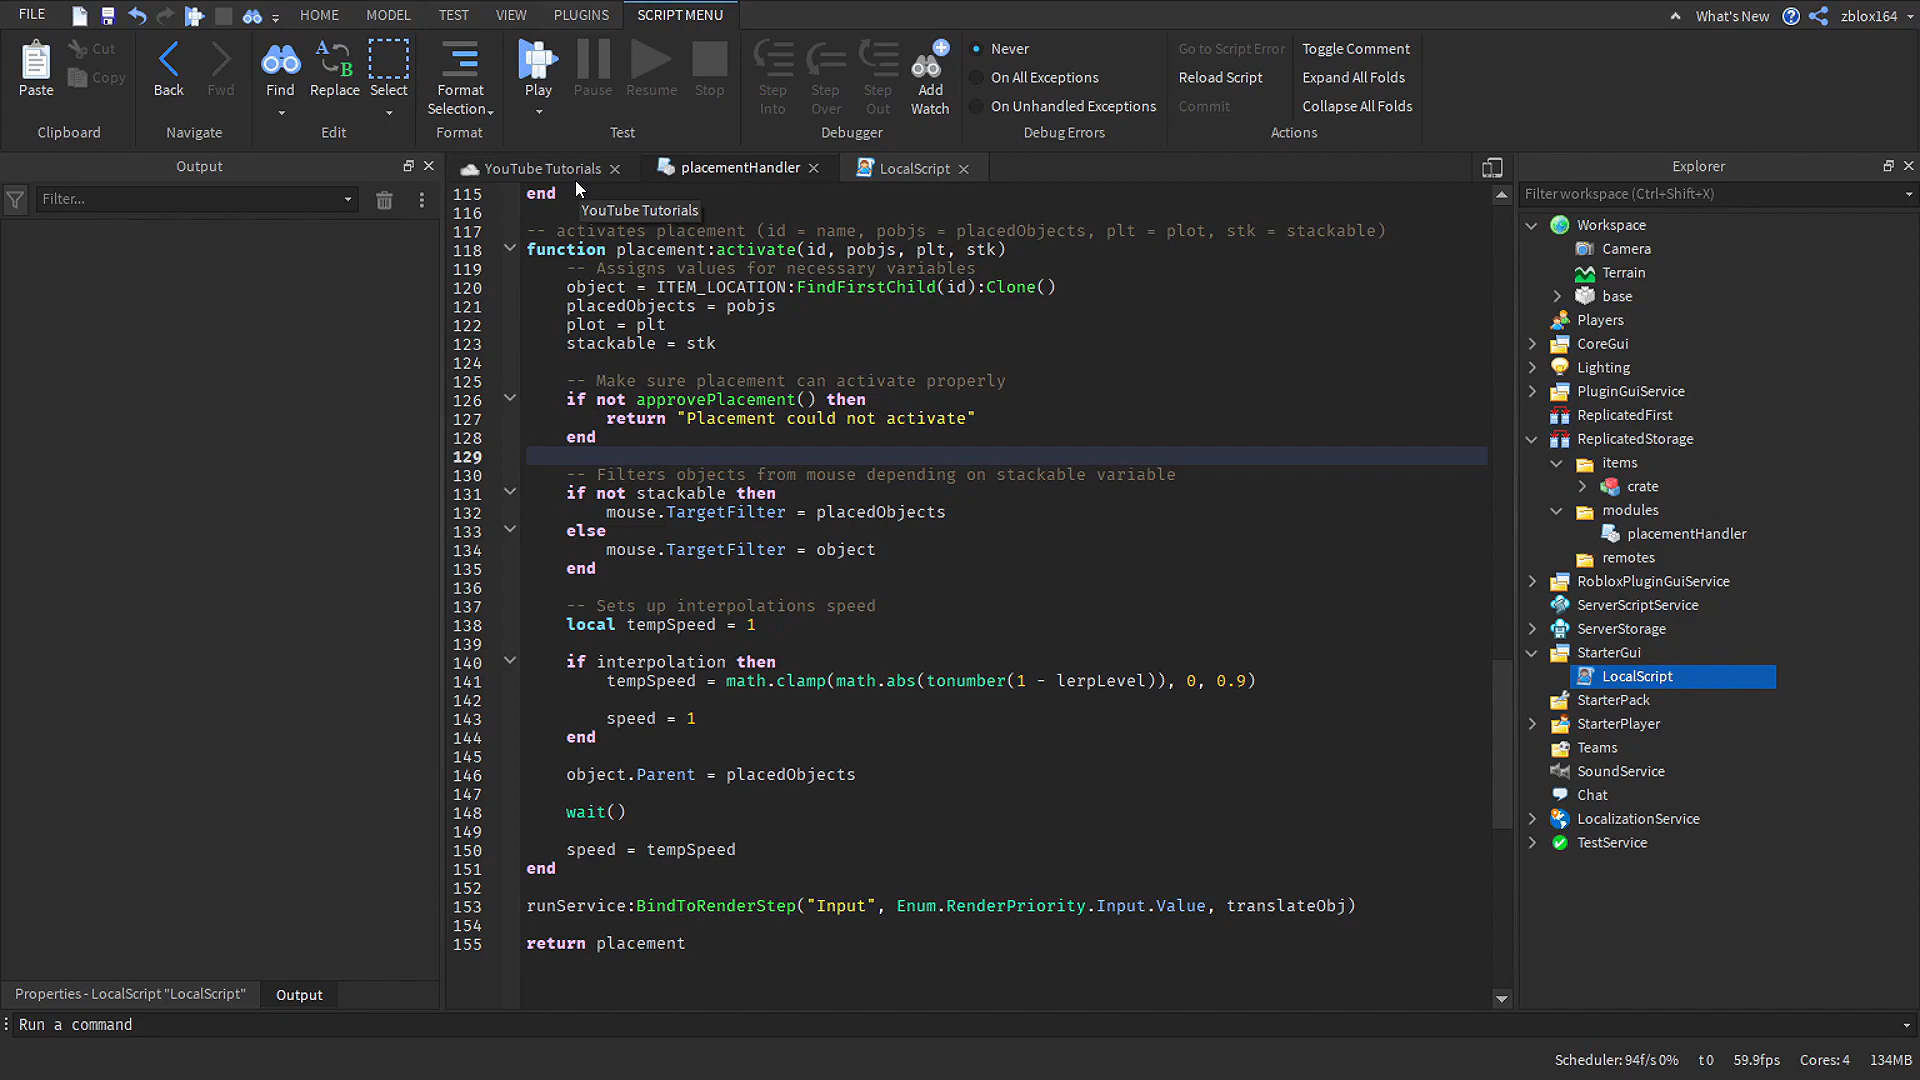 FILE HOME MODEL TEST VIEW PLUGINS SCRIPT MENU What's New zblox164
Paste Cut Copy Back Fwd Find Replace Select Format Selection Play Pause Resume Stop Step Into Step Over Step Out Add Watch
Never
On All Exceptions
On Unhandled Exceptions
Go to Script Error
Reload Script
Commit
Toggle Comment
Expand All Folds
Collapse All Folds
Clipboard Navigate Edit Format Test Debugger Debug Errors Actions
Output
Filter...
YouTube Tutorials placementHandler LocalScript
YouTube Tutorials
115 end
116
117 -- activates placement (id = name, pobjs = placedObjects, plt = plot, stk = stackable)
118 function placement:activate(id, pobjs, plt, stk)
119 -- Assigns values for necessary variables
120 object = ITEM_LOCATION:FindFirstChild(id):Clone()
121 placedObjects = pobjs
122 plot = plt
123 stackable = stk
124
125 -- Make sure placement can activate properly
126 if not approvePlacement() then
127 return "Placement could not activate"
128 end
129
130 -- Filters objects from mouse depending on stackable variable
131 if not stackable then
132 mouse.TargetFilter = placedObjects
133 else
134 mouse.TargetFilter = object
135 end
136
137 -- Sets up interpolations speed
138 local tempSpeed = 1
139
140 if interpolation then
141 tempSpeed = math.clamp(math.abs(tonumber(1 - lerpLevel)), 0, 0.9)
142
143 speed = 1
144 end
145
146 object.Parent = placedObjects
147
148 wait()
149
150 speed = tempSpeed
151 end
152
153 runService:BindToRenderStep("Input", Enum.RenderPriority.Input.Value, translateObj)
154
155 return placement
Explorer
Filter workspace (Ctrl+Shift+X)
Workspace
Camera
Terrain
base
Players
CoreGui
Lighting
PluginGuiService
ReplicatedFirst
ReplicatedStorage
items
crate
modules
placementHandler
remotes
RobloxPluginGuiService
ServerScriptService
ServerStorage
StarterGui
LocalScript
StarterPack
StarterPlayer
Teams
SoundService
Chat
LocalizationService
TestService
Properties - LocalScript "LocalScript" Output
Run a command
Scheduler: 94f/s 0% t 0 59.9fps Cores: 4 134MB